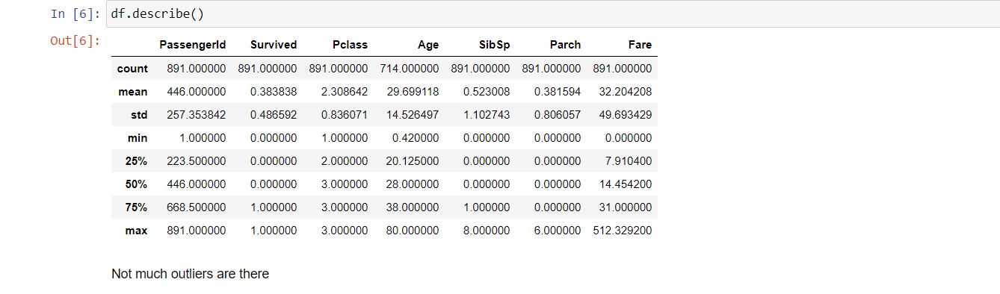 In [6]: df.describe()
Out[6]:
PassengerId Survived Pclass Age SibSp Parch Fare
count 891.000000 891.000000 891.000000 714.000000 891.000000 891.000000 891.000000
mean 446.000000 0.383838 2.308642 29.699118 0.523008 0.381594 32.204208
std 257.353842 0.486592 0.836071 14.526497 1.102743 0.806057 49.693429
min 1.000000 0.000000 1.000000 0.420000 0.000000 0.000000 0.000000
25% 223.500000 0.000000 2.000000 20.125000 0.000000 0.000000 7.910400
50% 446.000000 0.000000 3.000000 28.000000 0.000000 0.000000 14.454200
75% 668.500000 1.000000 3.000000 38.000000 1.000000 0.000000 31.000000
max 891.000000 1.000000 3.000000 80.000000 8.000000 6.000000 512.329200
Not much outliers are there